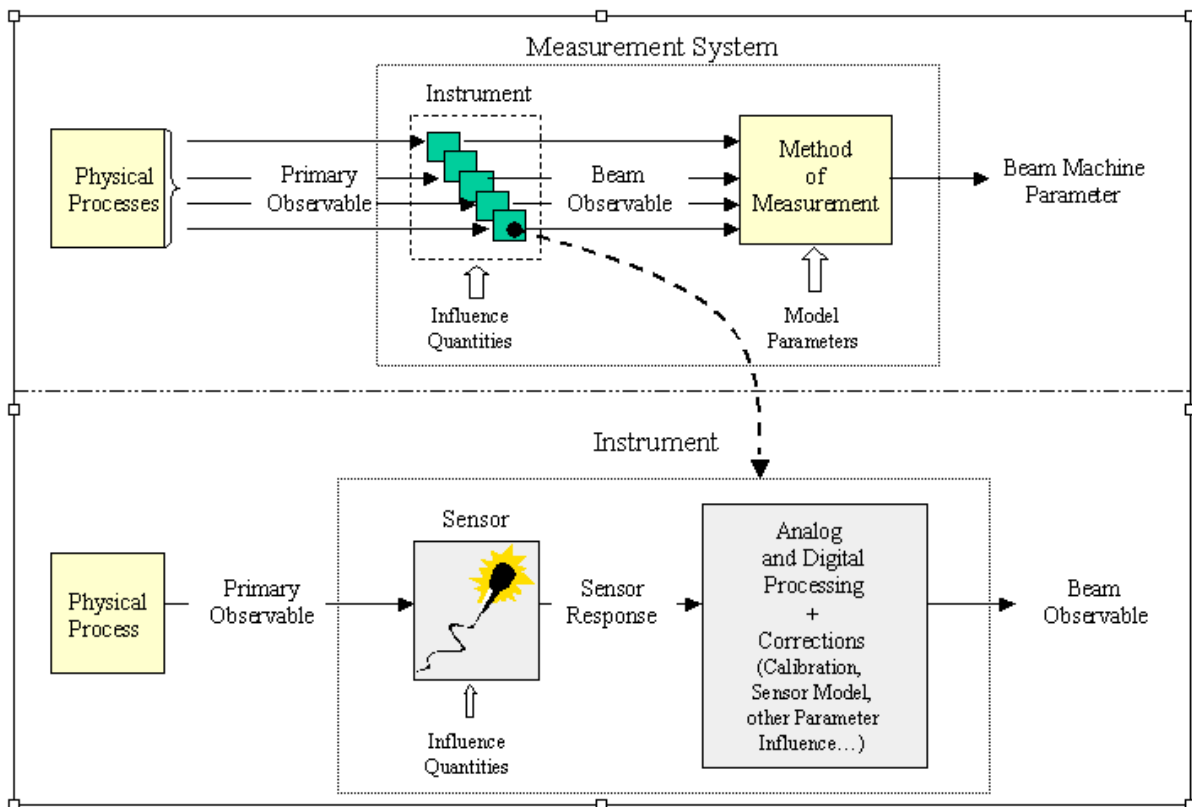 Measurement System
Instrument
Physical
Processes
Primary
Observable
Beam
Observable
Method
of
Measurement
Beam Machine
Parameter
Influence
Quantities
Model
Parameters
Instrument
Sensor
Physical
Process
Primary
Observable
Sensor
Response
Analog
and Digital
Processing
+
Corrections
(Calibration,
Sensor Model,
other Parameter
Influence...)
Beam
Observable
Influence
Quantities